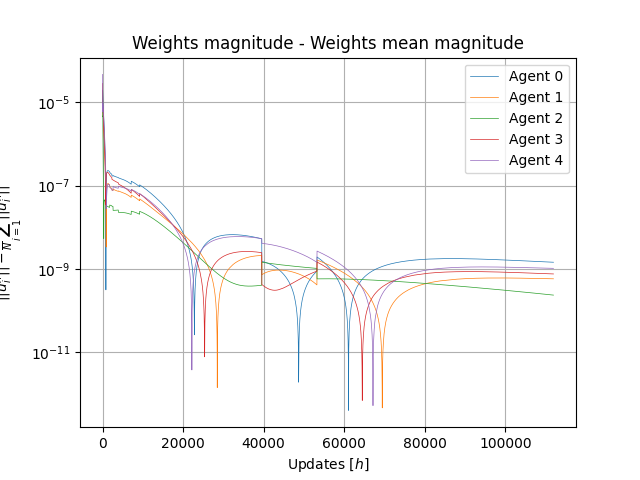 Weights magnitude - Weights mean magnitude
Agent 0
Agent 1
Agent 2
Agent 3
Agent 4
10⁻⁵
10⁻⁷
10⁻⁹
10⁻¹¹
0
20000
40000
60000
80000
100000
Updates [h]